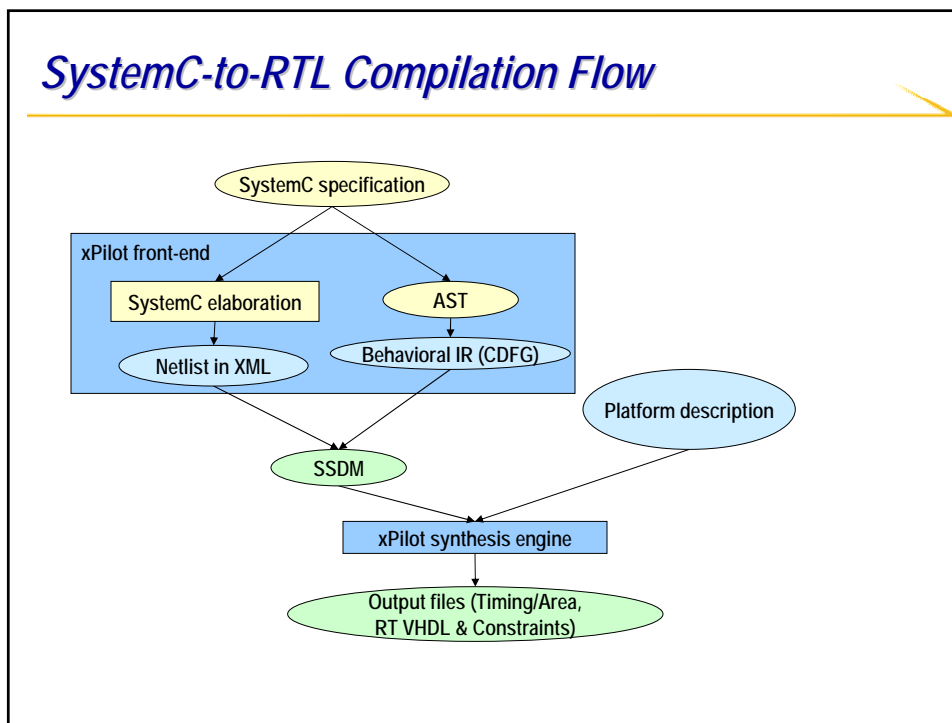 SystemC-to-RTL Compilation Flow
SystemC specification
xPilot front-end
SystemC elaboration
AST
Netlist in XML
Behavioral IR (CDFG)
Platform description
SSDM
xPilot synthesis engine
Output files (Timing/Area,
RT VHDL & Constraints)